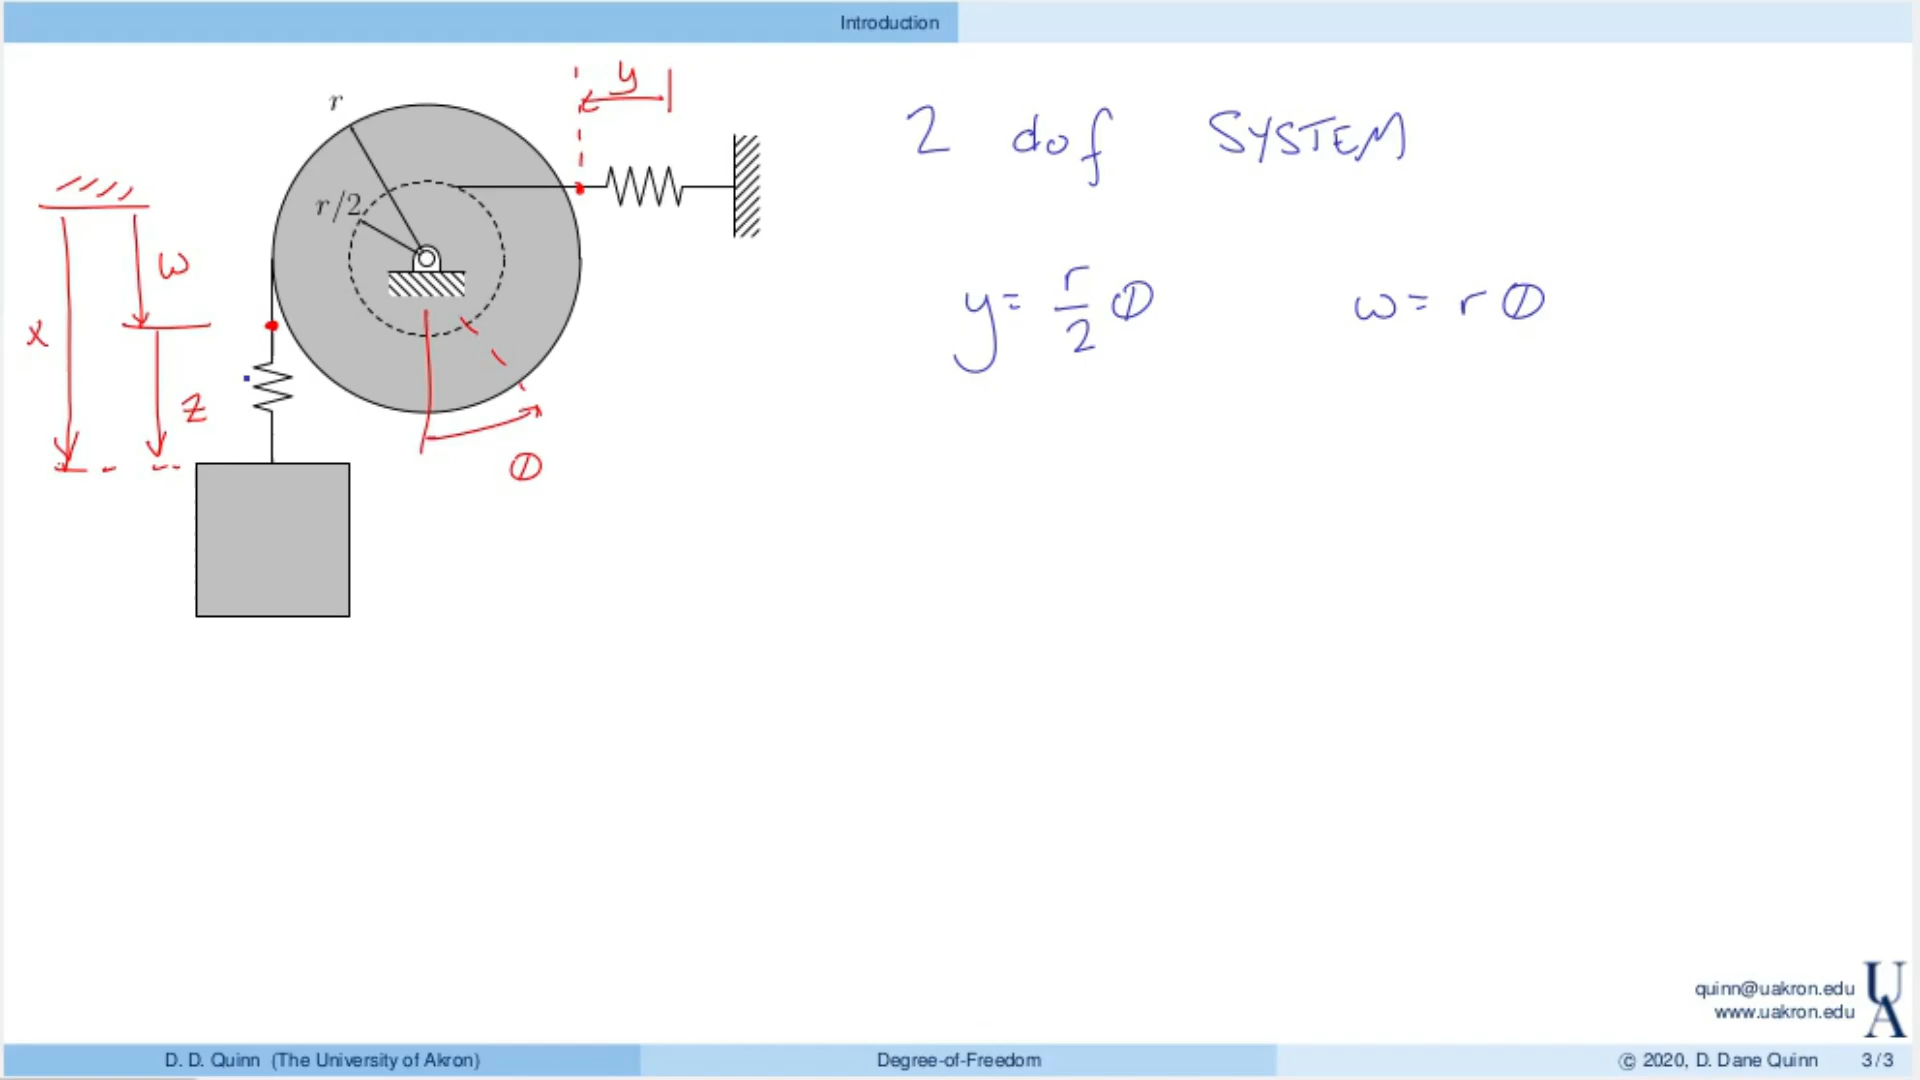 Introduction
y
r
2 dof SYSTEM
r/2
w
x
z
y = r/2 θ
w = r θ
θ
quinn@uakron.edu
www.uakron.edu
UA
D. D. Quinn (The University of Akron)
Degree-of-Freedom
© 2020, D. Dane Quinn
3/3